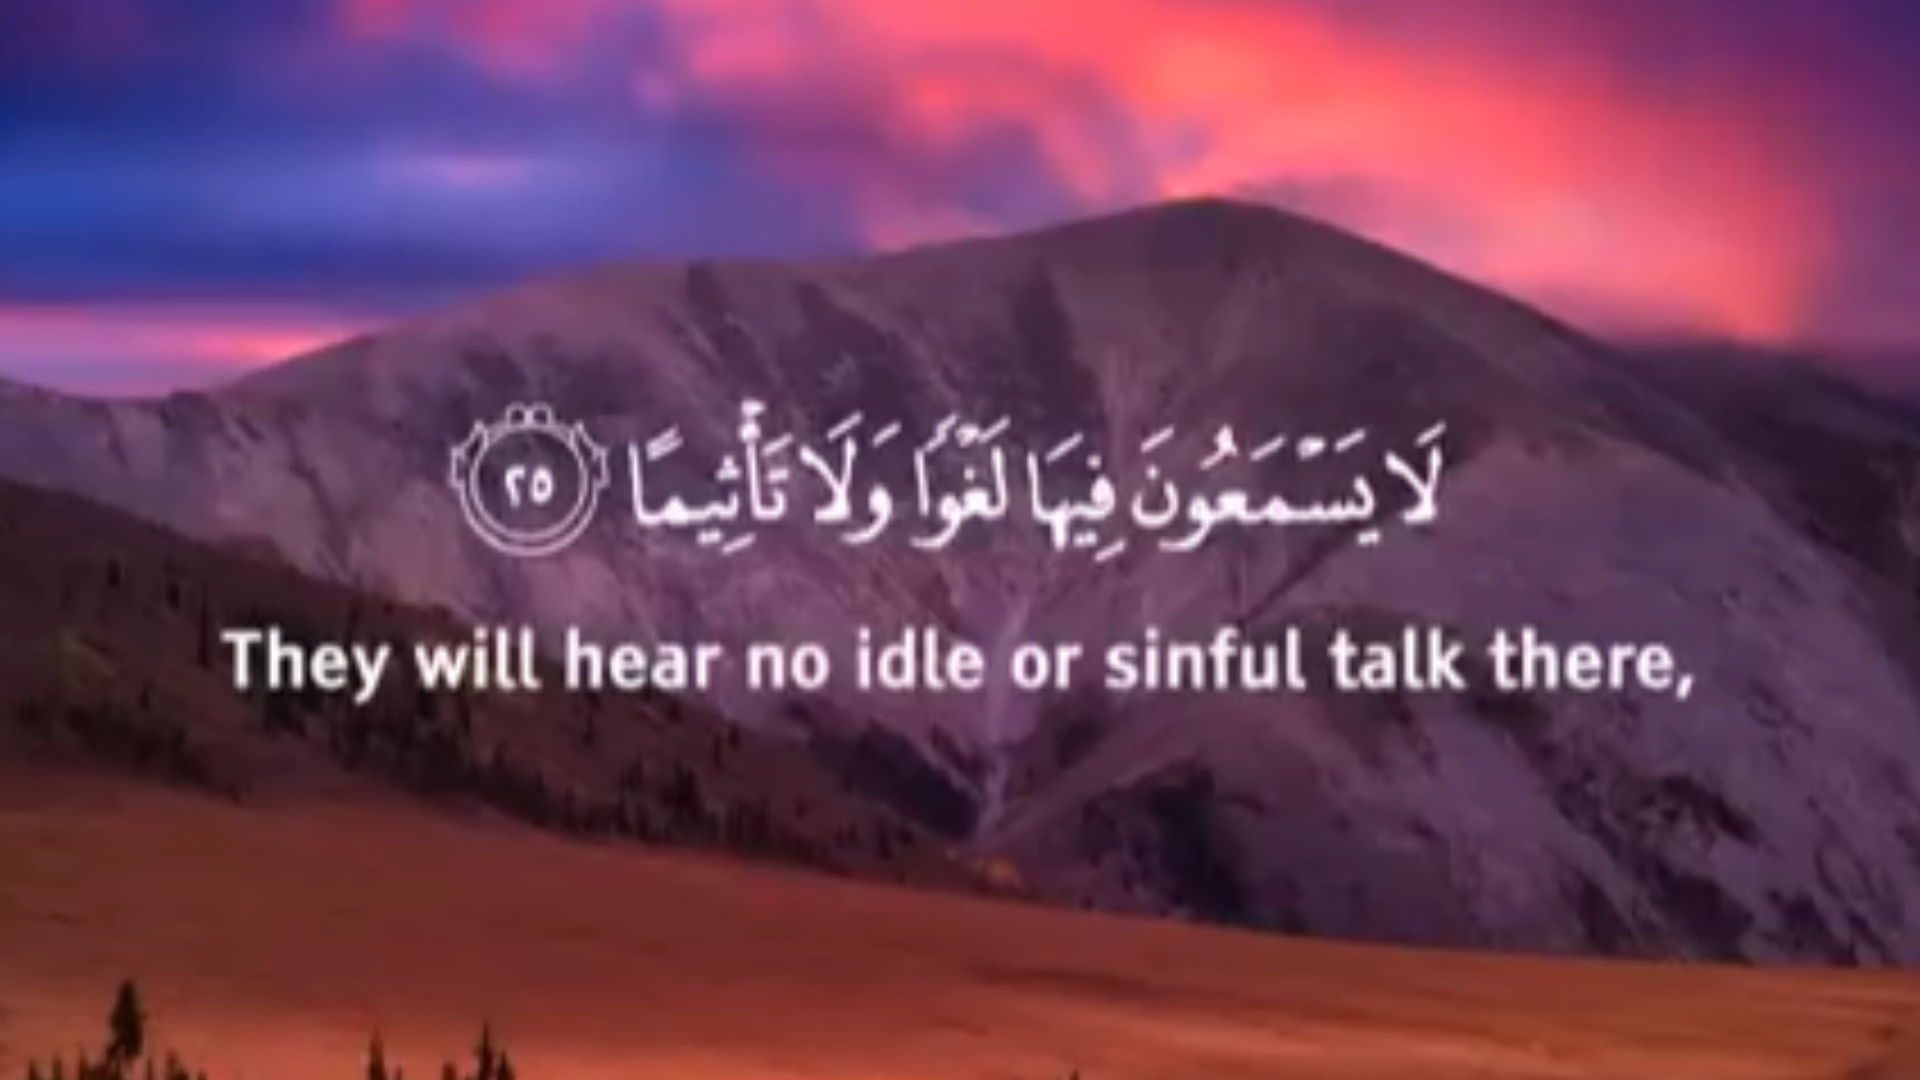 لَا يَسْمَعُونَ فِيهَا لَغْوًا وَلَا تَأْثِيمًا ٢٥
They will hear no idle or sinful talk there,